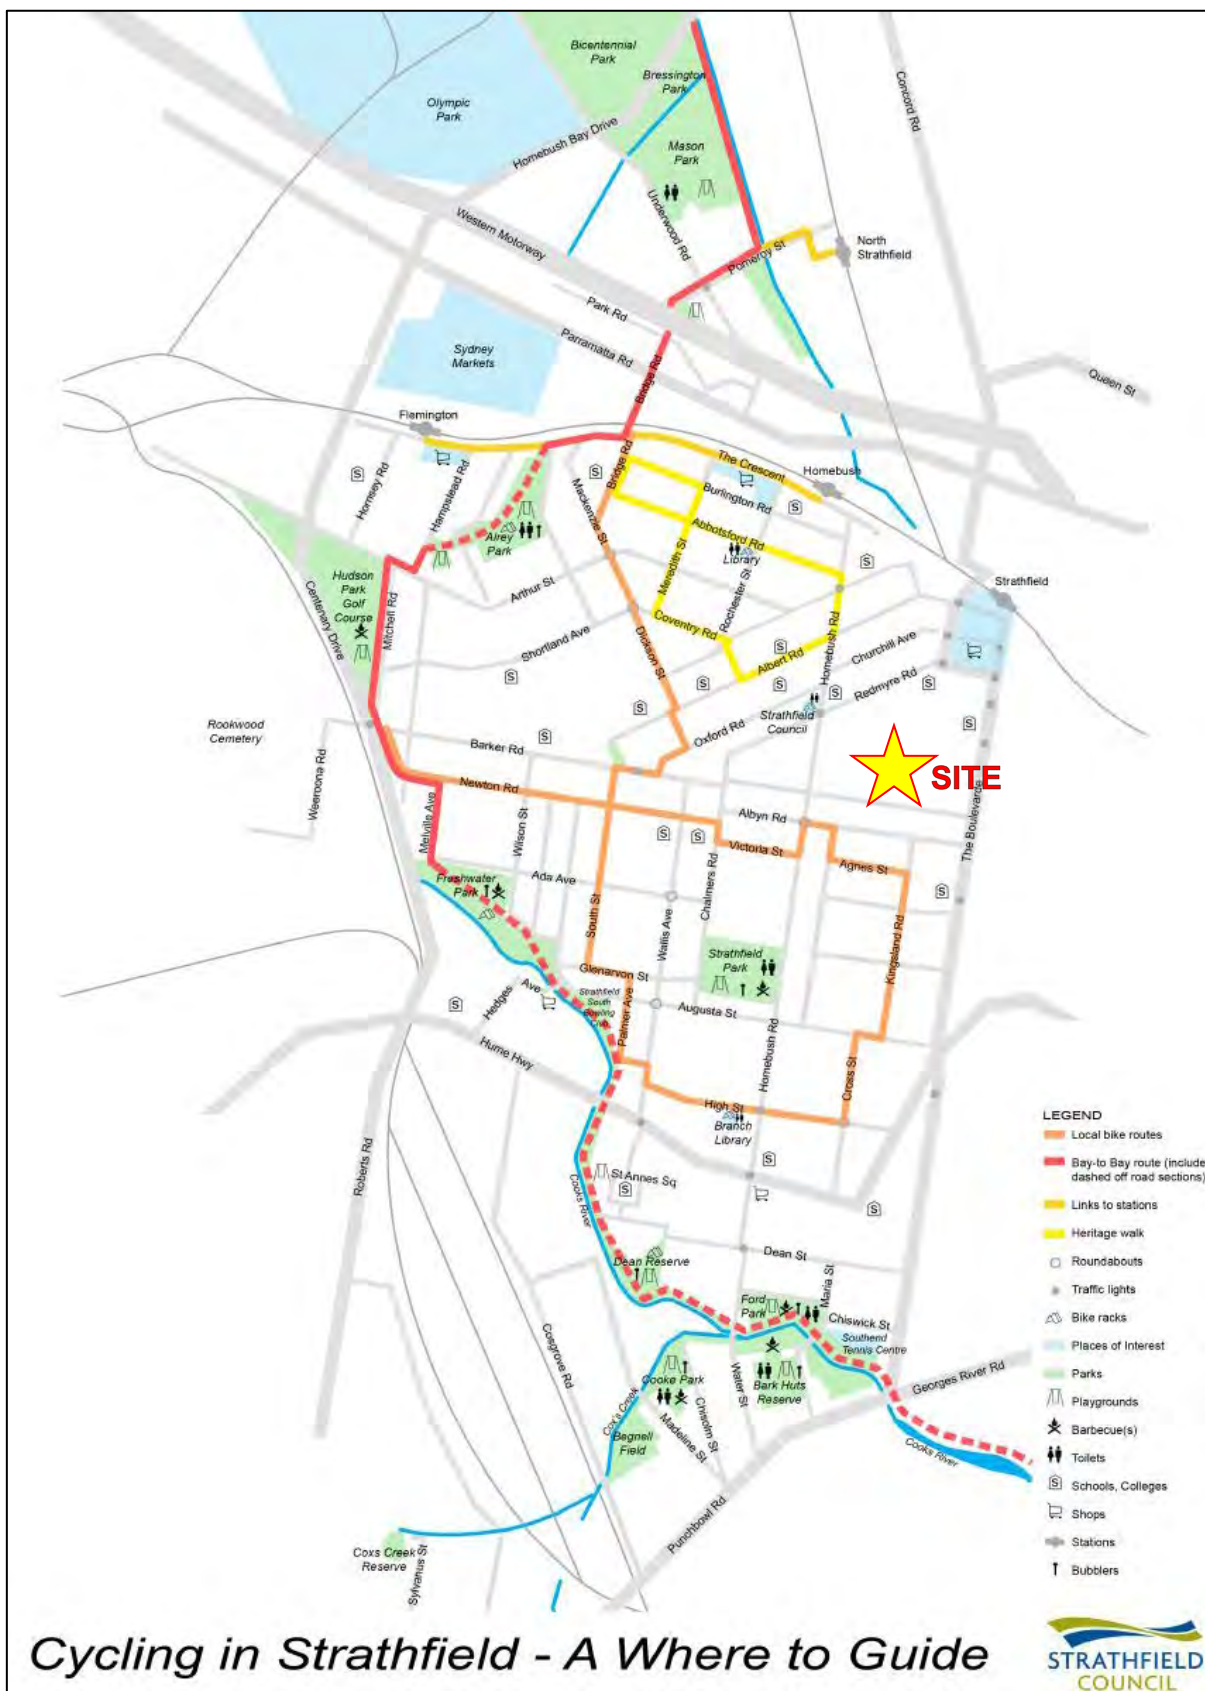 Bicentennial
Park
Bressington
Park
Olympic
Park
Concord Rd
Homebush Bay Drive
Mason
Park
Underwood Rd
Western Motorway
North
Strathfield
Pomeroy St
Park Rd
Parramatta Rd
Sydney
Markets
Bridge Rd
Queen St
Flemington
The Crescent
Homebush
Hornsey Rd
Hampstead Rd
Mackenzie St
Bridge Rd
Burlington Rd
Abbotsford Rd
Airey
Park
Library
Meredith St
Rochester St
Strathfield
Hudson
Park
Golf
Course
Centenary Drive
Mitchell Rd
Arthur St
Shortland Ave
Dickson St
Coventry Rd
Albert Rd
Homebush Rd
Churchill Ave
Redmyre Rd
Rookwood
Cemetery
Weeroona Rd
Barker Rd
Oxford Rd
Strathfield
Council
SITE
Newton Rd
Melville Ave
Wilson St
Albyn Rd
Victoria St
Agnes St
The Boulevarde
Ada Ave
Freshwater
Park
South St
Wallis Ave
Chalmers Rd
Kingsland Rd
Strathfield
Park
Glenarvon St
Hedges
Ave
Strathfield
South
Bowling
Club
Palmer Ave
Augusta St
Homebush Rd
Hume Hwy
Cross St
High St
Branch
Library
Roberts Rd
St Annes Sq
Cooks River
Dean St
Dean Reserve
Maria St
Ford
Park
Chiswick St
Southend
Tennis Centre
Cosgrove Rd
Georges River Rd
Cooke Park
Water St
Bark Huts
Reserve
Cox's Creek
Chisolm St
Madeline St
Begnell
Field
Cooks River
Punchbowl Rd
Coxs Creek
Reserve
Sylvanus St
LEGEND
Local bike routes
Bay-to Bay route (include
dashed off road sections)
Links to stations
Heritage walk
Roundabouts
Traffic lights
Bike racks
Places of Interest
Parks
Playgrounds
Barbecue(s)
Toilets
S Schools, Colleges
Shops
Stations
Bubblers
Cycling in Strathfield - A Where to Guide
STRATHFIELD
COUNCIL